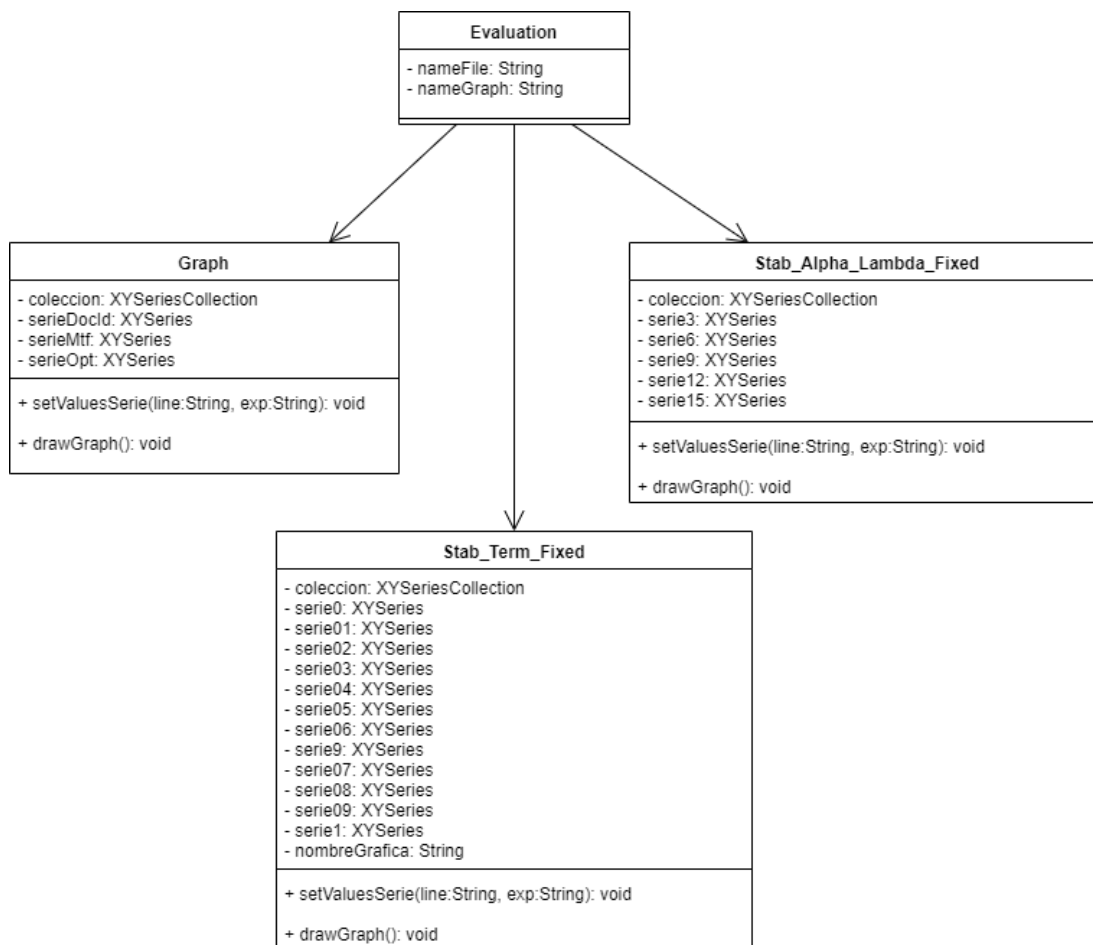 Evaluation
- nameFile: String
- nameGraph: String
Graph
- coleccion: XYSeriesCollection
- serieDocId: XYSeries
- serieMtf: XYSeries
- serieOpt: XYSeries
+ setValuesSerie(line:String, exp:String): void
+ drawGraph(): void
Stab_Alpha_Lambda_Fixed
- coleccion: XYSeriesCollection
- serie3: XYSeries
- serie6: XYSeries
- serie9: XYSeries
- serie12: XYSeries
- serie15: XYSeries
+ setValuesSerie(line:String, exp:String): void
+ drawGraph(): void
Stab_Term_Fixed
- coleccion: XYSeriesCollection
- serie0: XYSeries
- serie01: XYSeries
- serie02: XYSeries
- serie03: XYSeries
- serie04: XYSeries
- serie05: XYSeries
- serie06: XYSeries
- serie9: XYSeries
- serie07: XYSeries
- serie08: XYSeries
- serie09: XYSeries
- serie1: XYSeries
- nombreGrafica: String
+ setValuesSerie(line:String, exp:String): void
+ drawGraph(): void